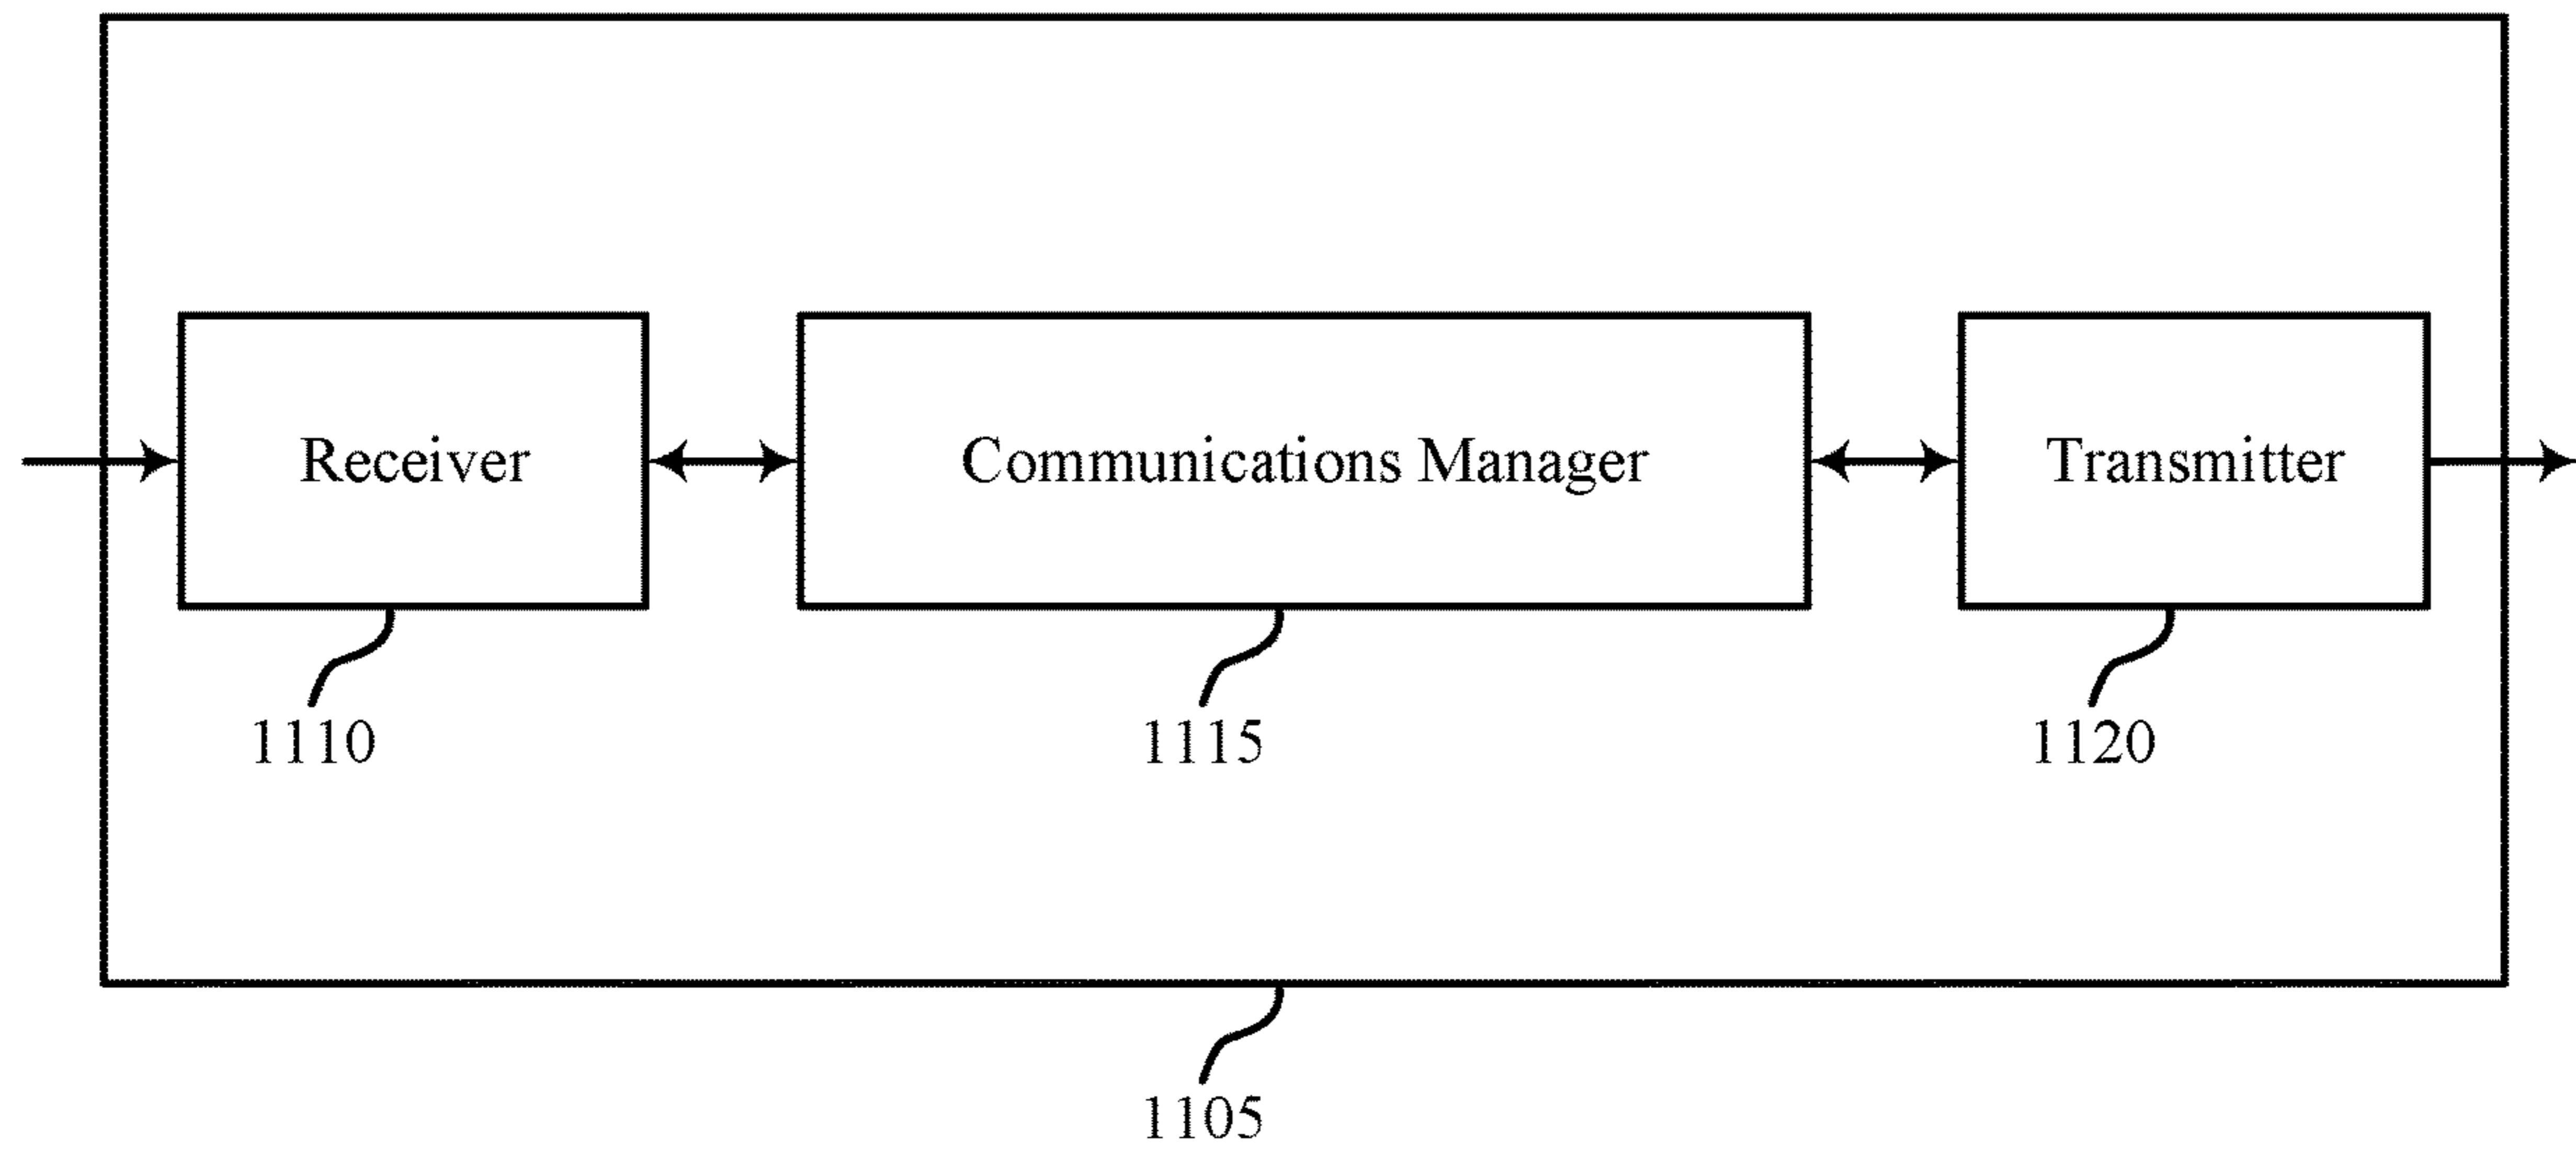 Receiver
Communications Manager
Transmitter
1110
1115
1120
1105